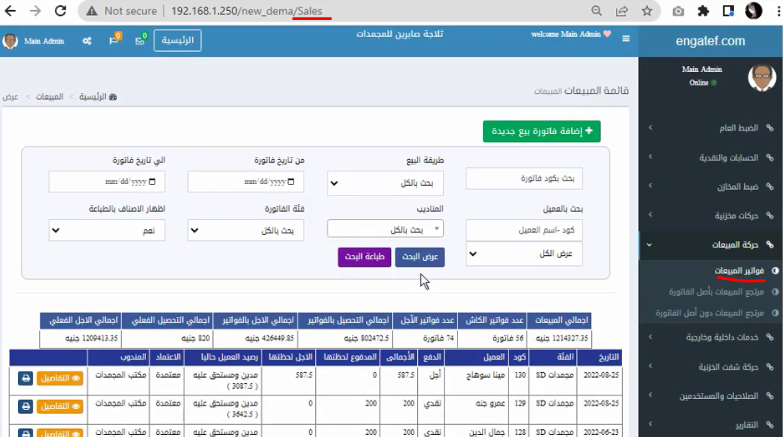 Not secure | 192.168.1.250/new_dema/Sales
engatef.com
welcome Main Admin
ثلاجة صابرين للمجمدات
الرئيسية
0
0
Main Admin
Main Admin
Online
قائمة المبيعات المبيعات
الرئيسية > المبيعات > عرض
+ إضافة فاتورة بيع جديدة
بحث بكود فاتورة
طريقة البيع
بحث بالكل
من تاريخ فاتورة
mm/dd/yyyy
الي تاريخ فاتورة
mm/dd/yyyy
بحث بالعميل
كود -اسم العميل
عرض الكل
المناديب
بحث بالكل
فئة الفاتورة
بحث بالكل
اظهار الاصناف بالطباعة
نعم
عرض البحث
طباعة البحث
اجمالي المبيعات عدد فواتير الكاش عدد فواتير الآجل اجمالي التحصيل بالفواتير اجمالي الاجل بالفواتير اجمالي التحصيل الفعلي اجمالي الاجل الفعلي
1214327.35 جنيه 56 فاتورة 74 فاتورة 802472.5 جنيه 426449.85 جنيه 820 جنيه 1209413.35 جنيه
التاريخ الفئة كود العميل الدفع الأجمالى المدفوع لحظتها الاجل لحظتها رصيد العميل حاليا الاعتماد المندوب
2022-08-25 مجمدات SD 130 مينا سوهاج آجل 587.5 0 587.5 مدين ومستحق عليه ( 3087.5 ) معتمدة مكتب المجمدات التفاصيل
2022-08-25 مجمدات SD 129 عمرو جنه نقدي 200 200 0 مدين ومستحق عليه ( 3642.5 ) معتمدة مكتب المجمدات التفاصيل
2022-06-23 مجمدات SD 128 جمال الدين نقدي 200 200 0 مدين ومستحق عليه معتمدة مكتب المجمدات التفاصيل
الضبط العام
الحسابات والنقدية
ضبط المخازن
حركات مخزنية
حركة المبيعات
فواتير المبيعات
مرتجع المبيعات بأصل الفاتورة
مرتجع المبيعات دون أصل الفاتورة
خدمات داخلية وخارجية
حركة شفت الخزنية
الصلاحيات والمستخدمين
التقارير